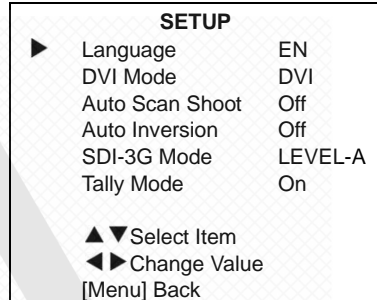 SETUP
▶ Language EN
DVI Mode DVI
Auto Scan Shoot Off
Auto Inversion Off
SDI-3G Mode LEVEL-A
Tally Mode On
▲▼Select Item
◀▶Change Value
[Menu] Back